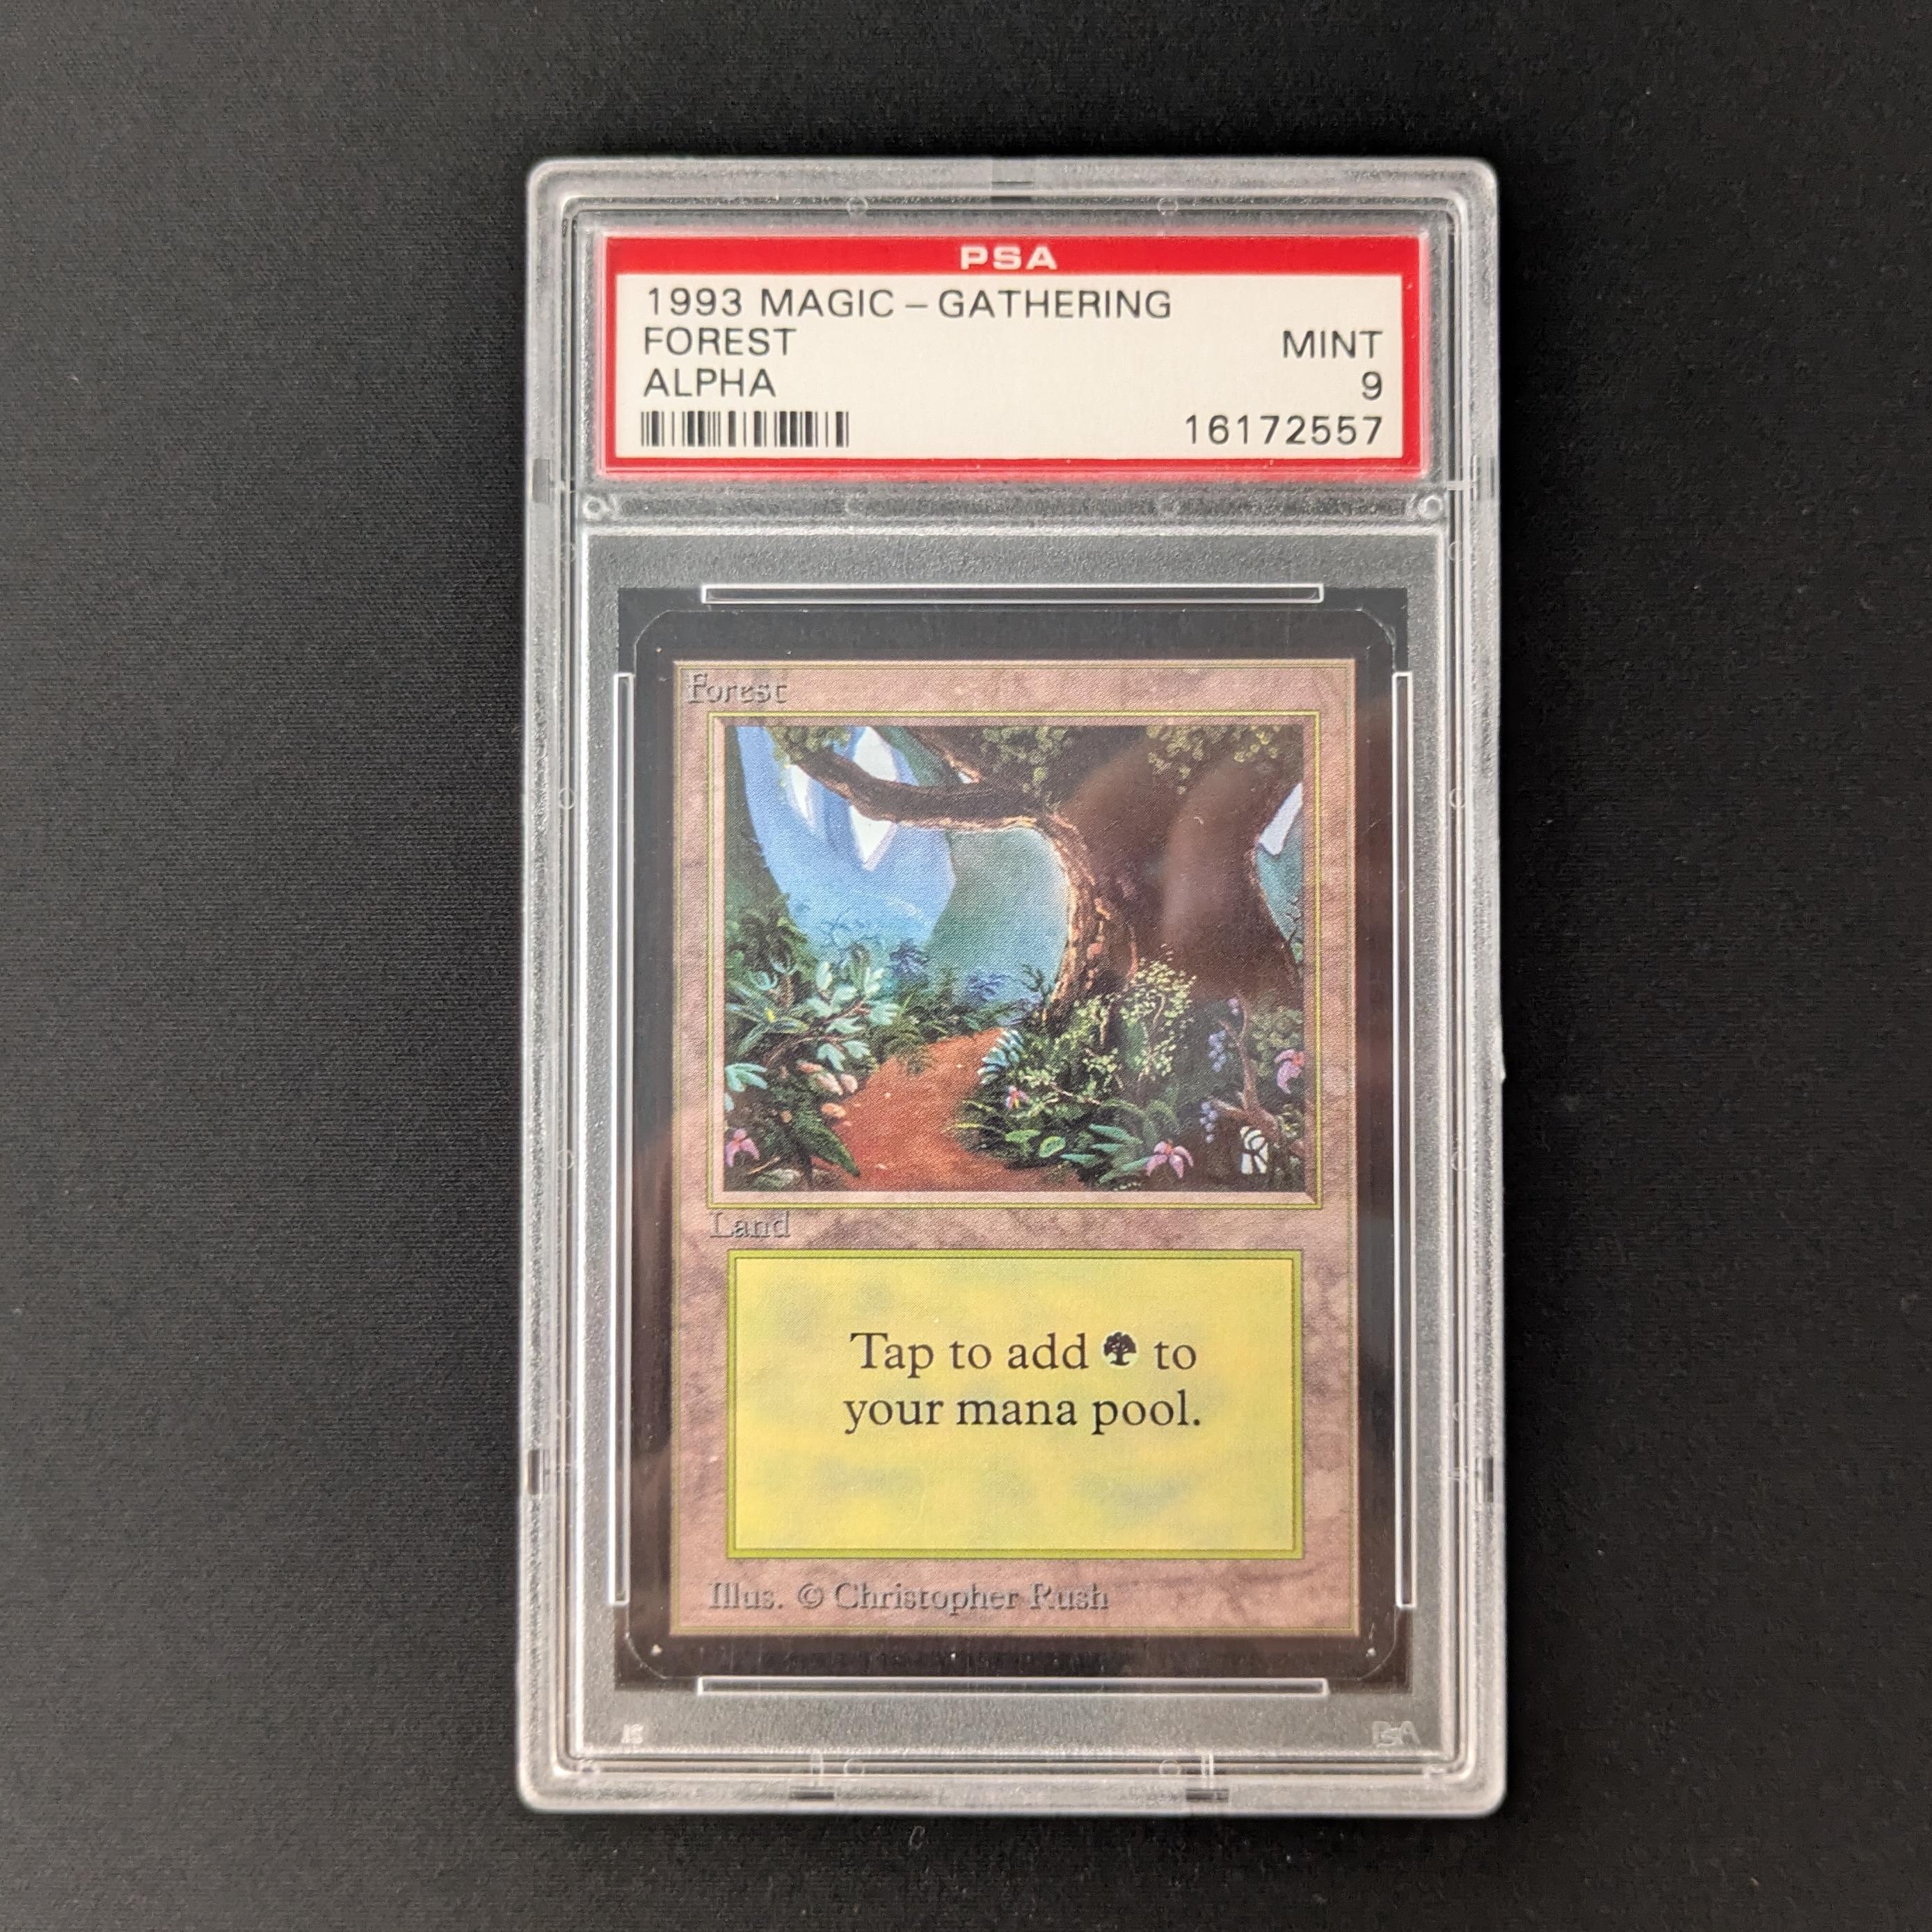 PSA
1993 MAGIC – GATHERING
FOREST
MINT
ALPHA
9
16172557
Forest
Land
Tap to add to
your mana pool.
Illus. © Christopher Rush
PSA